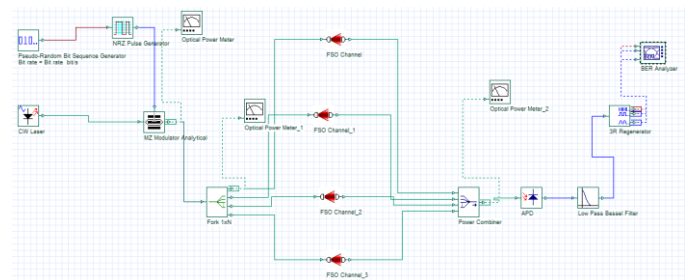 Optical Power Meter
NRZ Pulse Generator
Pseudo-Random Bit Sequence Generator
Bit rate = Bit rate bit/s
FSO Channel
BER Analyzer
CW Laser
MZ Modulator Analytical
Optical Power Meter_1
FSO Channel_1
Optical Power Meter_2
3R Regenerator
Fork 1xN
FSO Channel_2
Power Combiner
APD
Low Pass Bessel Filter
FSO Channel_3